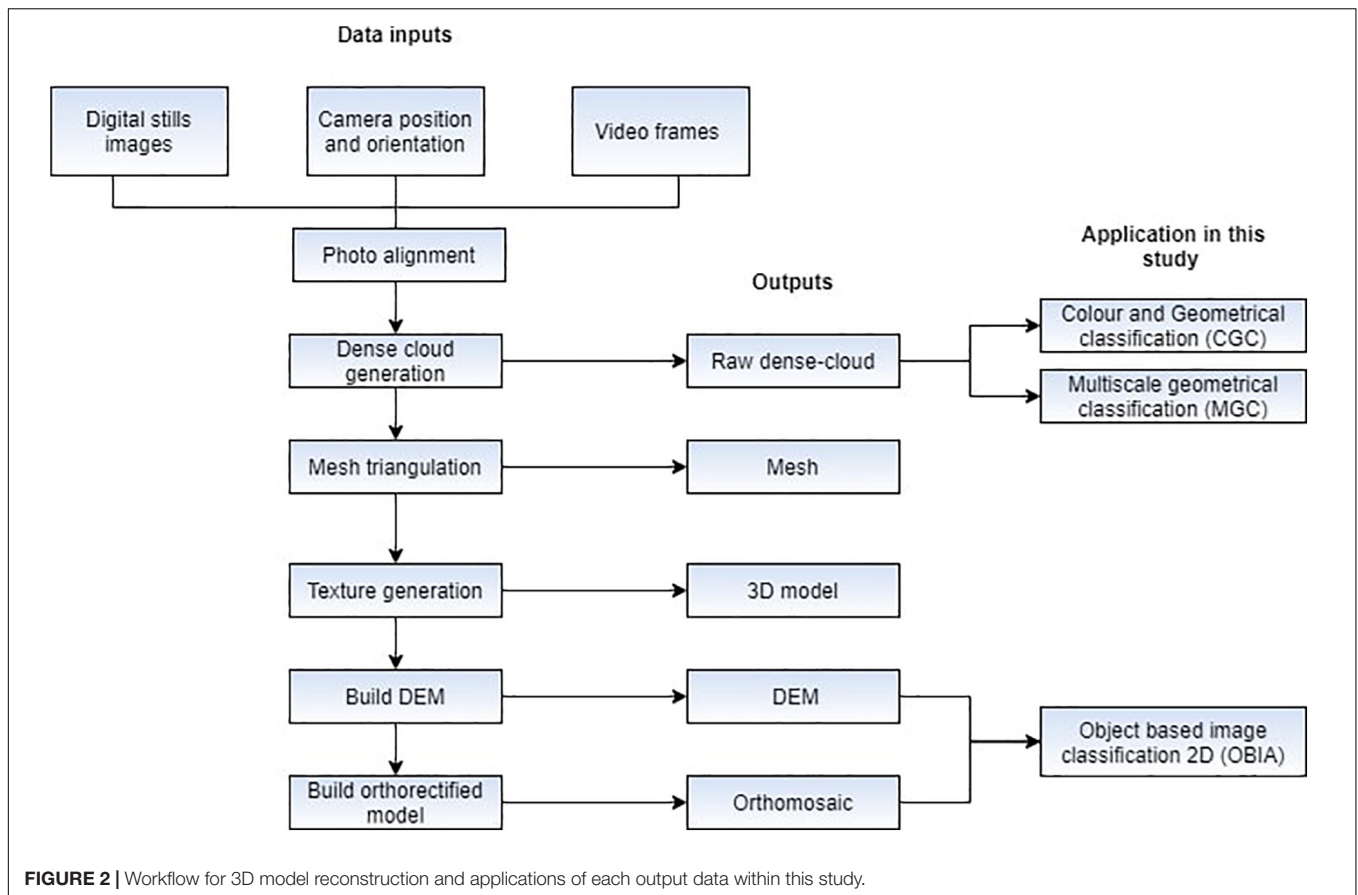 Data inputs
Digital stills
images
Camera position
and orientation
Video frames
Photo alignment
Application in this
study
Outputs
Dense cloud
generation
Raw dense-cloud
Colour and Geometrical
classification (CGC)
Multiscale geometrical
classification (MGC)
Mesh triangulation
Mesh
Texture generation
3D model
Build DEM
DEM
Object based image
classification 2D (OBIA)
Build orthorectified
model
Orthomosaic
FIGURE 2 | Workflow for 3D model reconstruction and applications of each output data within this study.